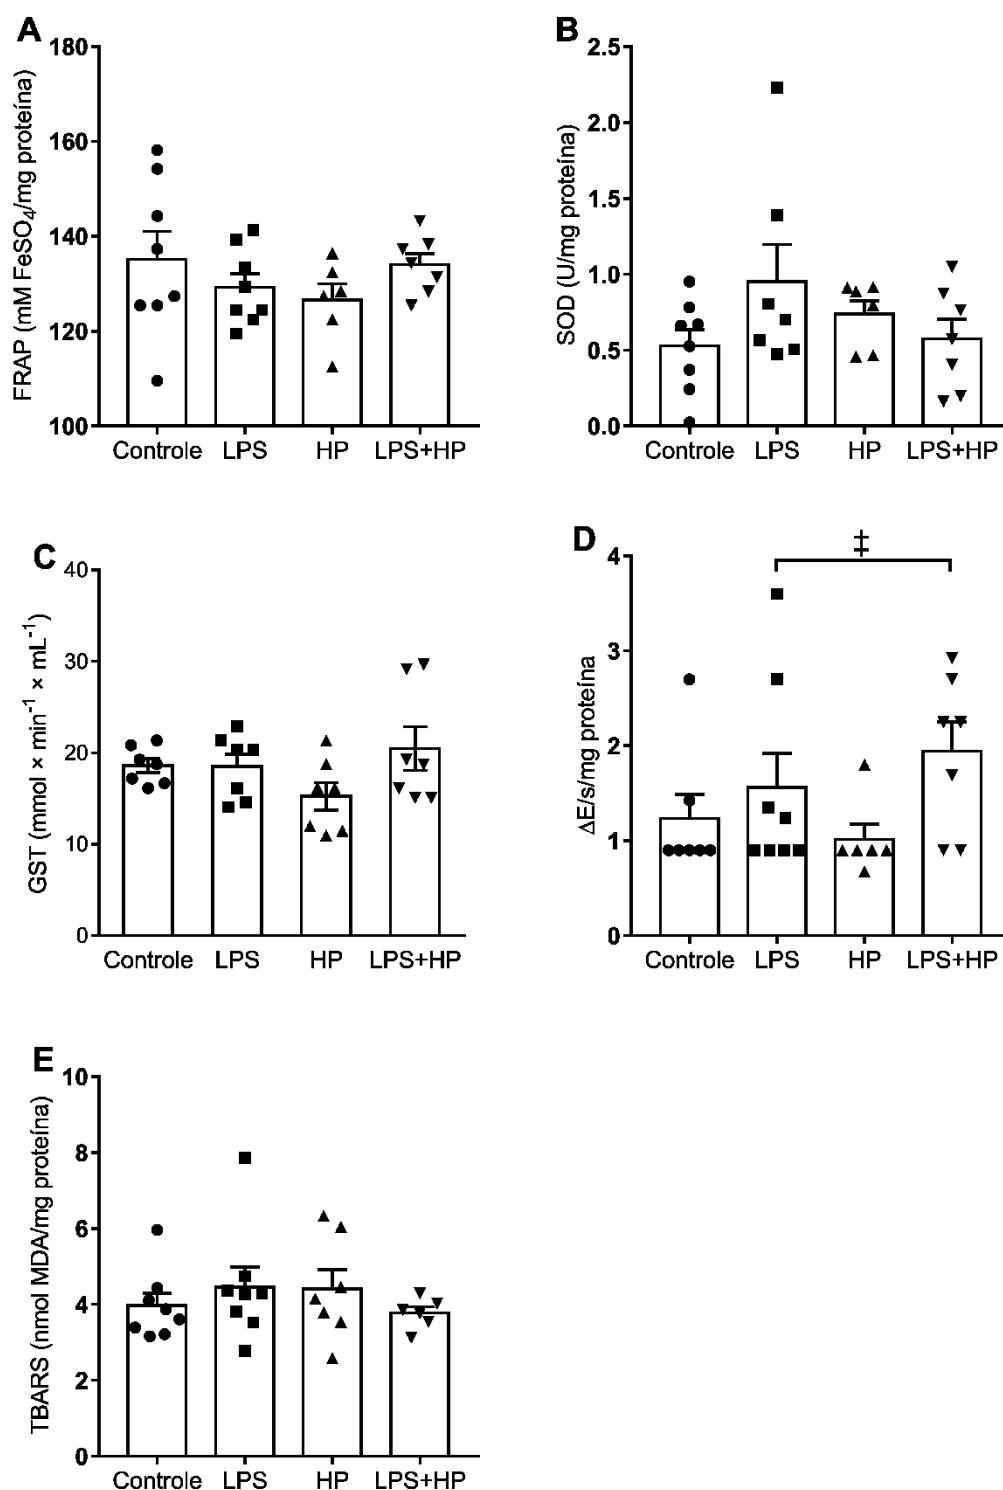 A
FRAP (mM FeSO4/mg proteína)
180
160
140
120
100
Controle LPS HP LPS+HP
B
SOD (U/mg proteína)
2.5
2.0
1.5
1.0
0.5
0.0
Controle LPS HP LPS+HP
C
GST (mmol × min-1 × mL-1)
40
30
20
10
0
Controle LPS HP LPS+HP
D
ΔE/s/mg proteína
‡
4
3
2
1
0
Controle LPS HP LPS+HP
E
TBARS (nmol MDA/mg proteína)
10
8
6
4
2
0
Controle LPS HP LPS+HP